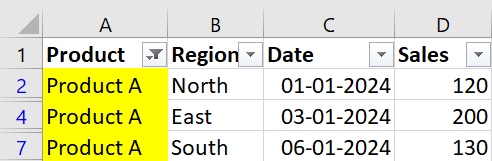 A B C D
1 Product Region Date Sales
2 Product A North 01-01-2024 120
4 Product A East 03-01-2024 200
7 Product A South 06-01-2024 130